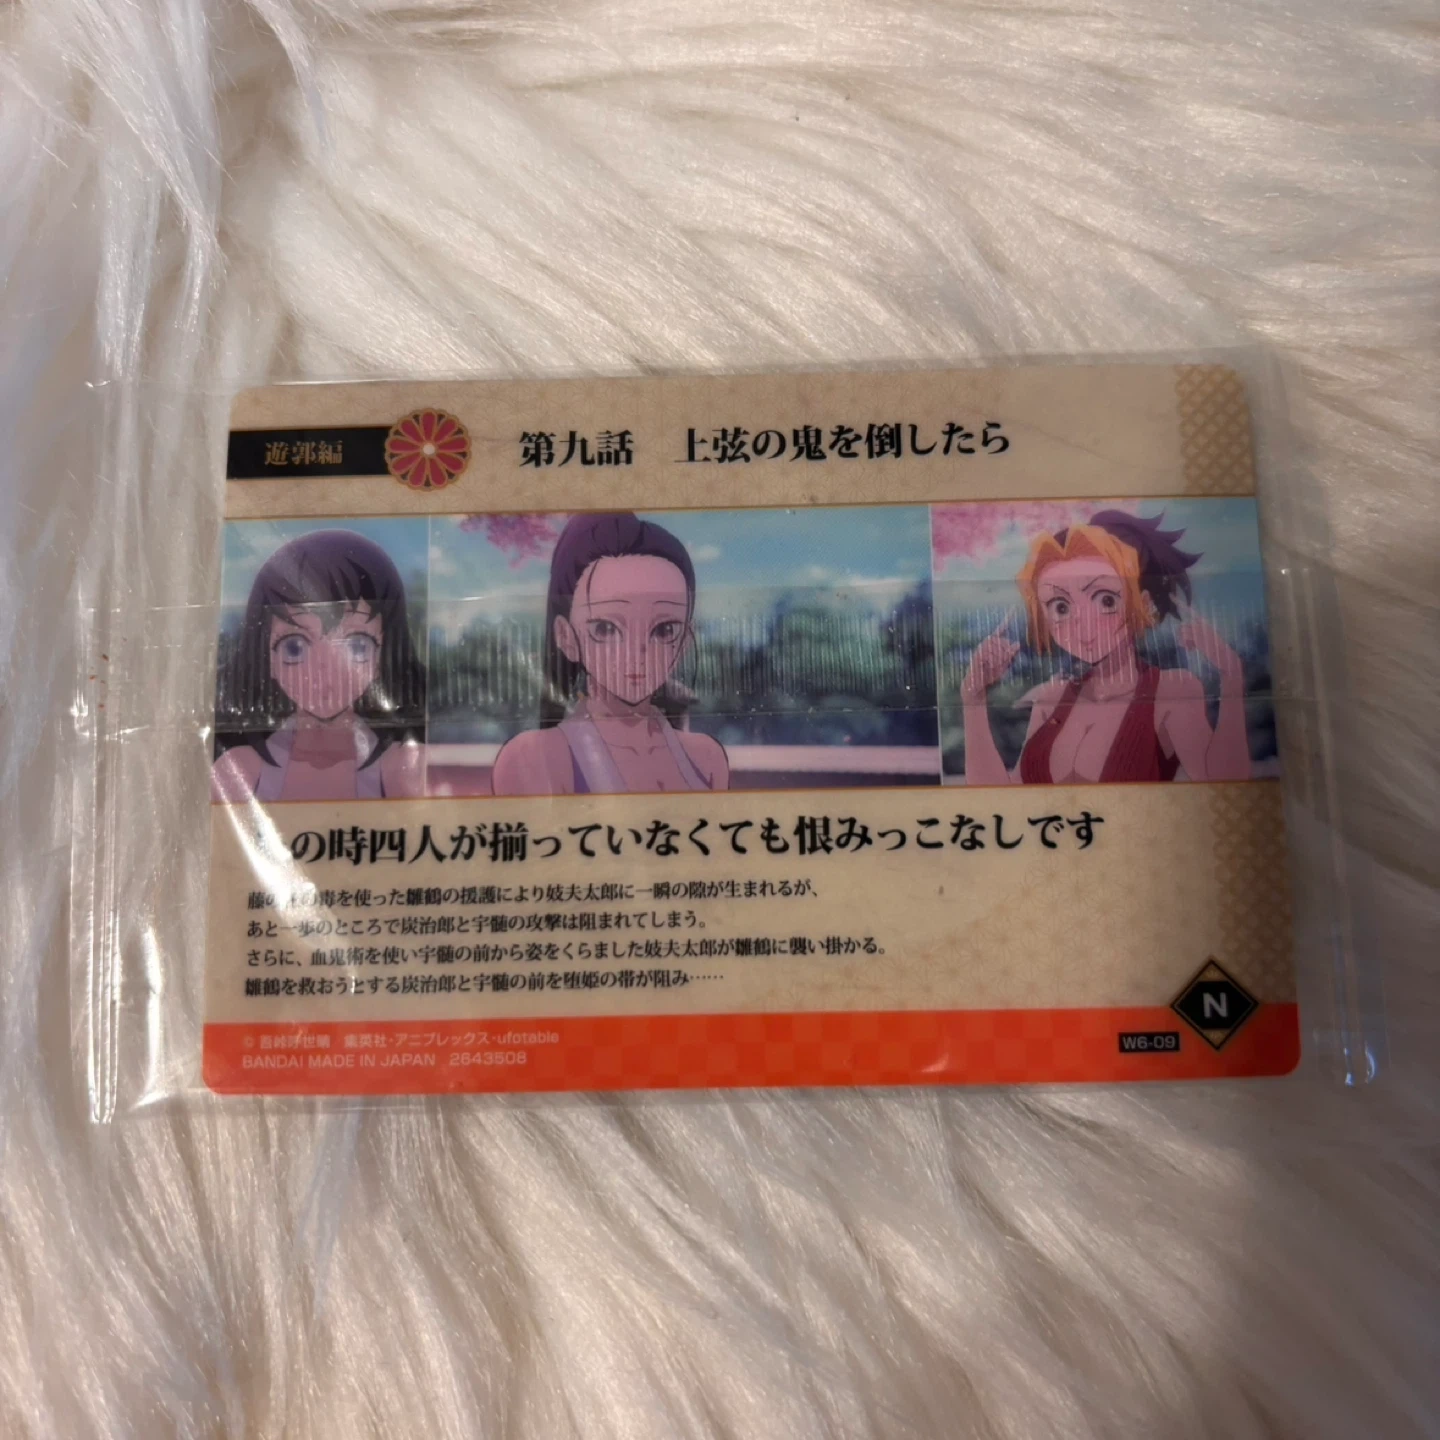 遊郭編
第九話 上弦の鬼を倒したら
の時四人が揃っていなくても恨みっこなしです
藤の 毒を使った雛鶴の援護により妓夫太郎に一瞬の隙が生まれるが、
あと一歩のところで炭治郎と宇髄の攻撃は阻まれてしまう。
さらに、血鬼術を使い宇髄の前から姿をくらました妓夫太郎が雛鶴に襲い掛かる。
雛鶴を救おうとする炭治郎と宇髄の前を堕姫の帯が阻み……
N
W6-09
© 吾峠呼世晴 集英社・アニプレックス・ufotable
BANDAI MADE IN JAPAN 2643508